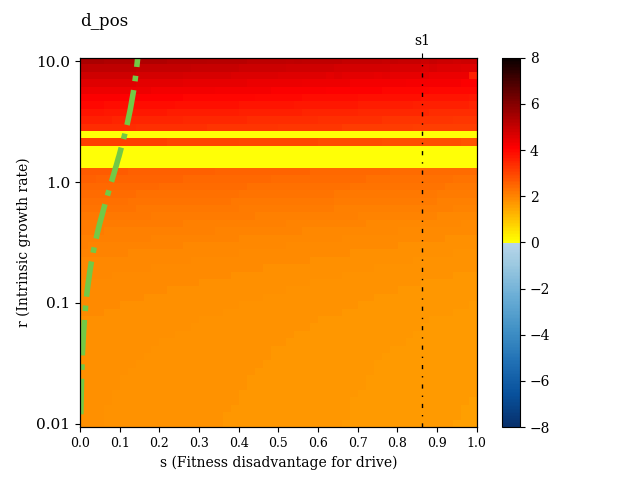 d_pos
s1
10.0
1.0
0.1
0.01
r (Intrinsic growth rate)
0.0 0.1 0.2 0.3 0.4 0.5 0.6 0.7 0.8 0.9 1.0
s (Fitness disadvantage for drive)
8
6
4
2
0
−2
−4
−6
−8